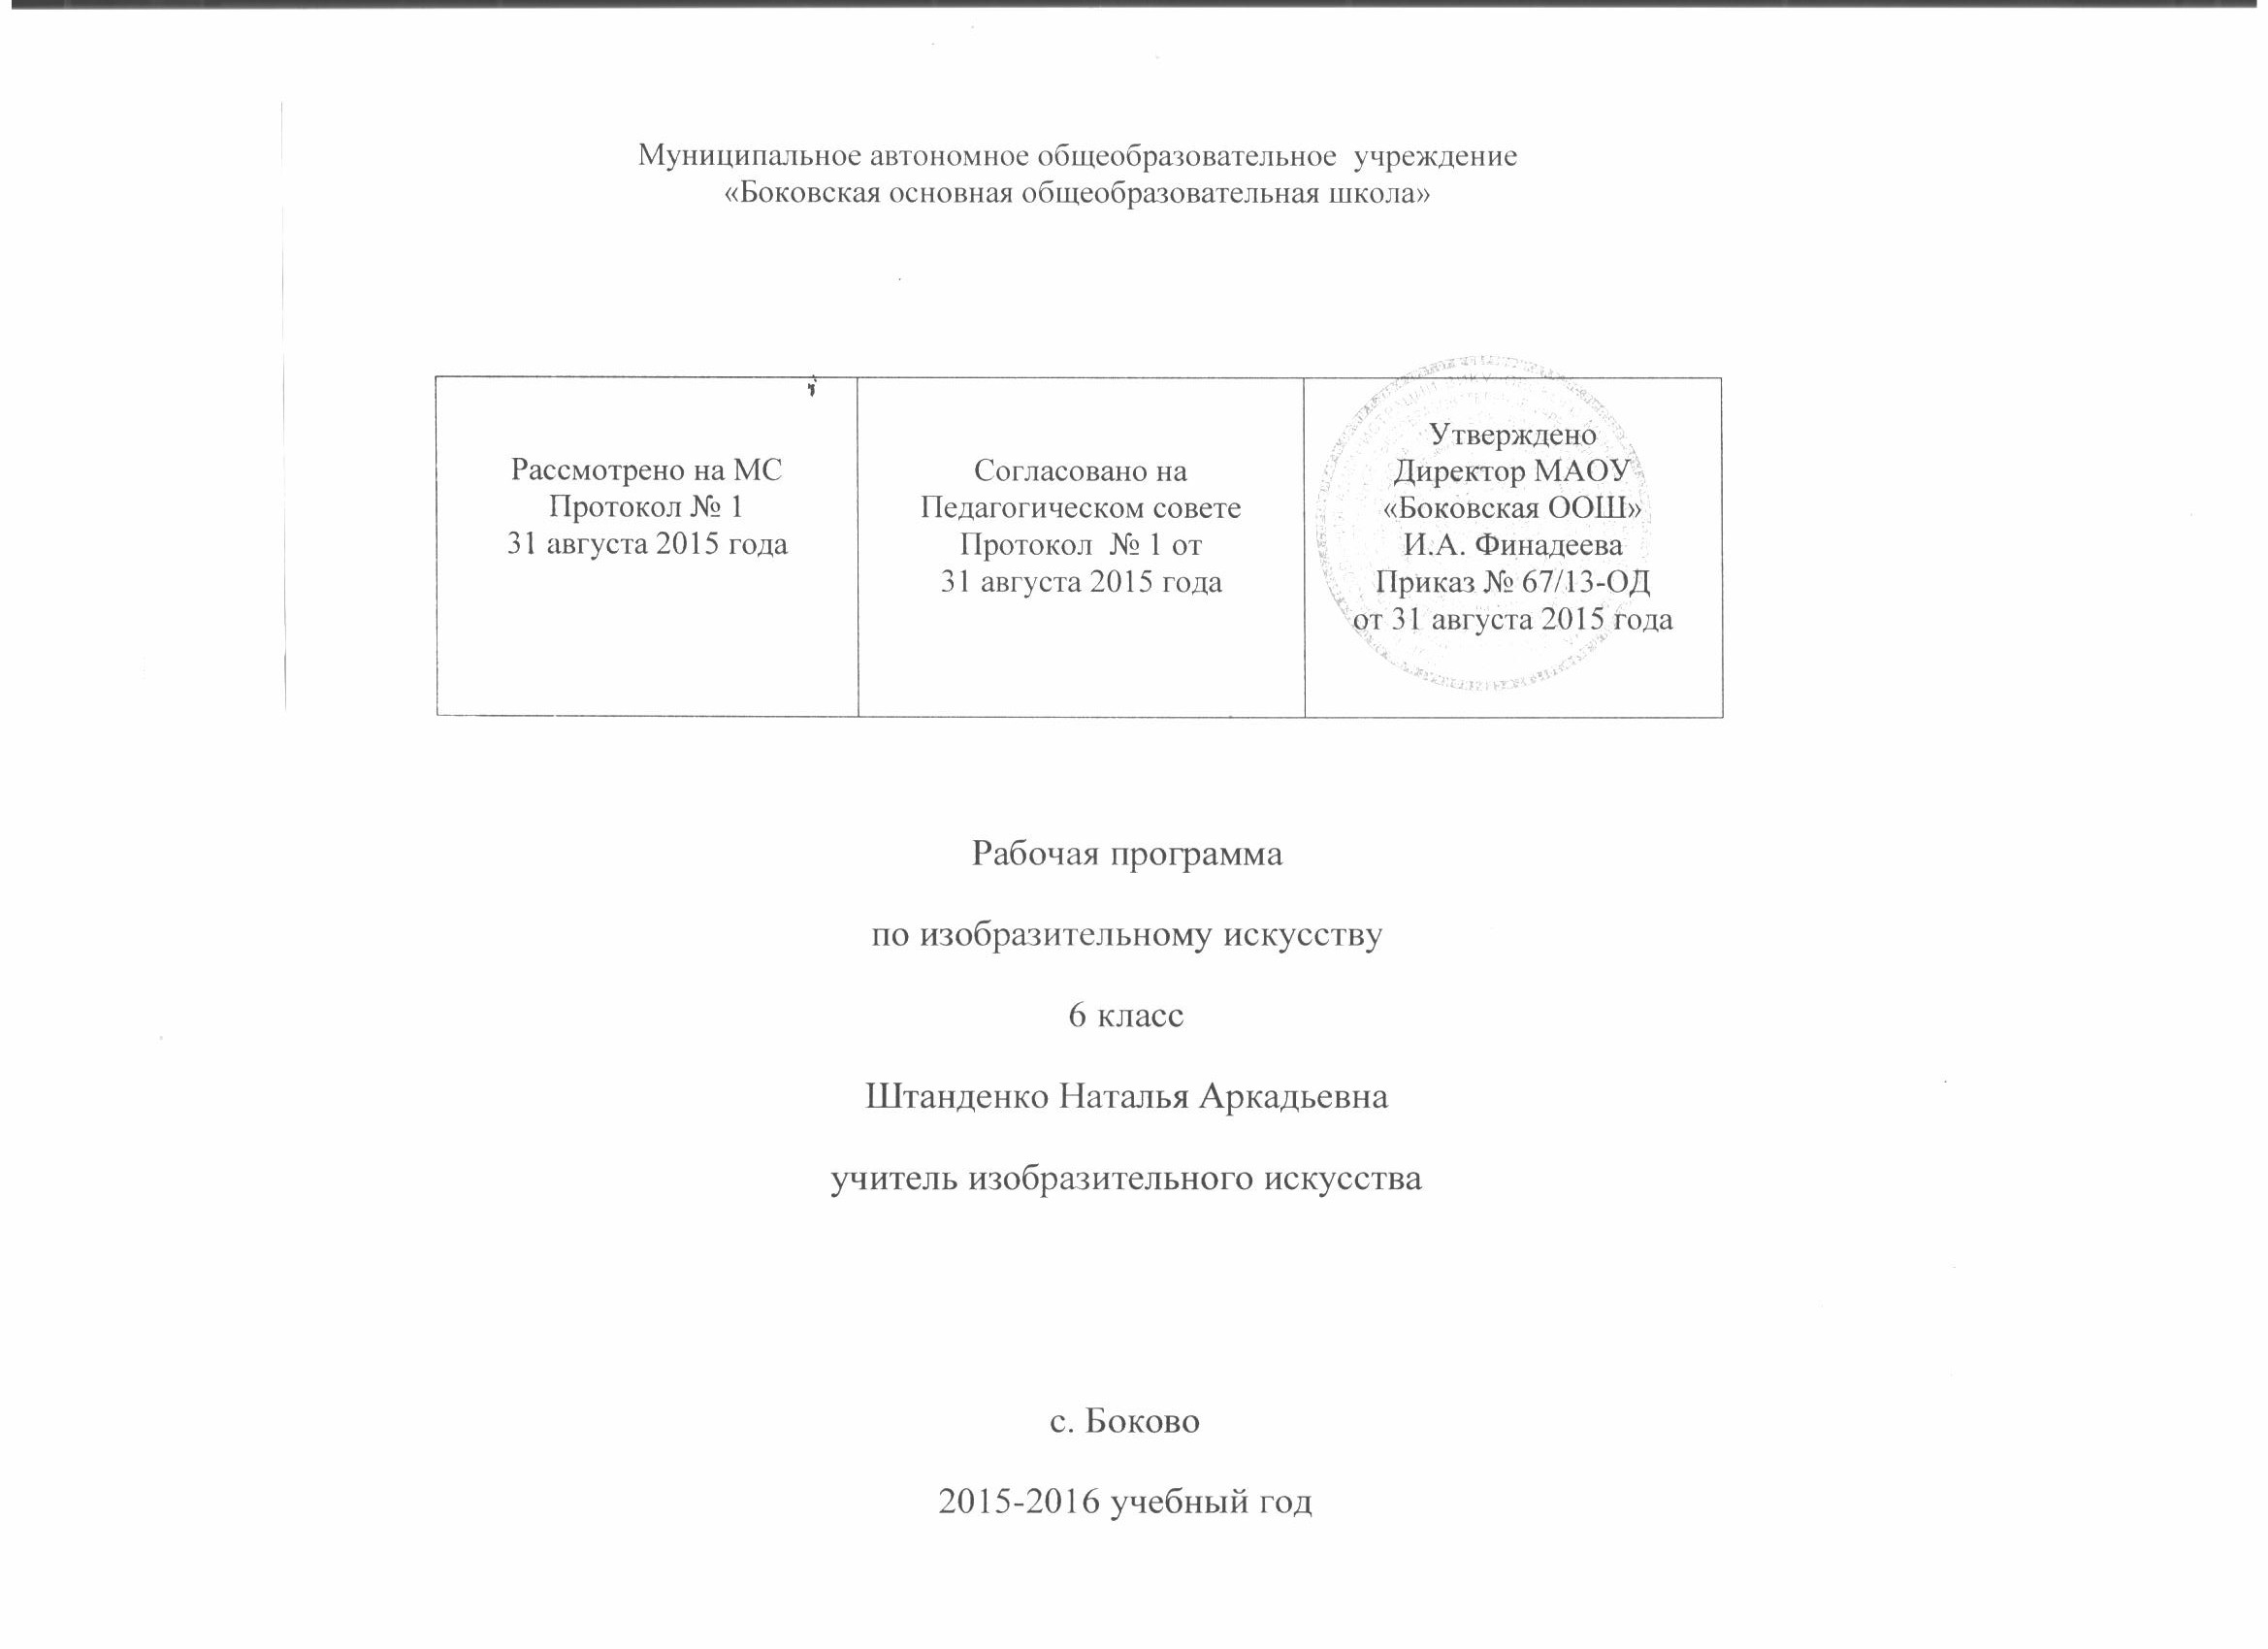 Муниципальное автономное общеобразовательное учреждение
«Боковская основная общеобразовательная школа»
Рассмотрено на МС
Протокол № 1
31 августа 2015 года
Согласовано на
Педагогическом совете
Протокол № 1 от
31 августа 2015 года
Утверждено
Директор МАОУ
«Боковская ООШ»
И.А. Финадеева
Приказ № 67/13-ОД
от 31 августа 2015 года
Рабочая программа
по изобразительному искусству
6 класс
Штанденко Наталья Аркадьевна
учитель изобразительного искусства
с. Боково
2015-2016 учебный год